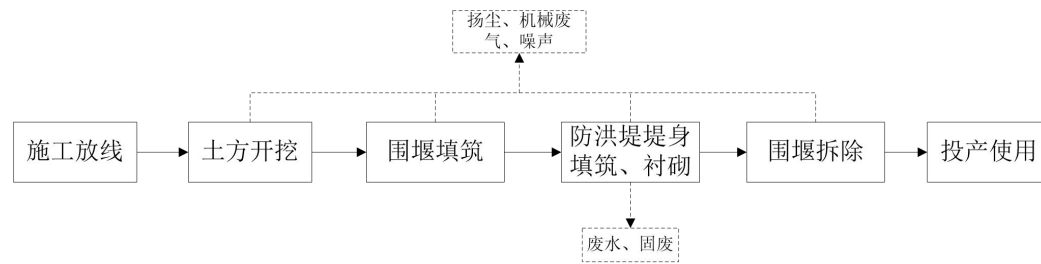 扬尘、机械废
气、噪声
施工放线
土方开挖
围堰填筑
防洪堤堤身
填筑、衬砌
围堰拆除
投产使用
废水、固废